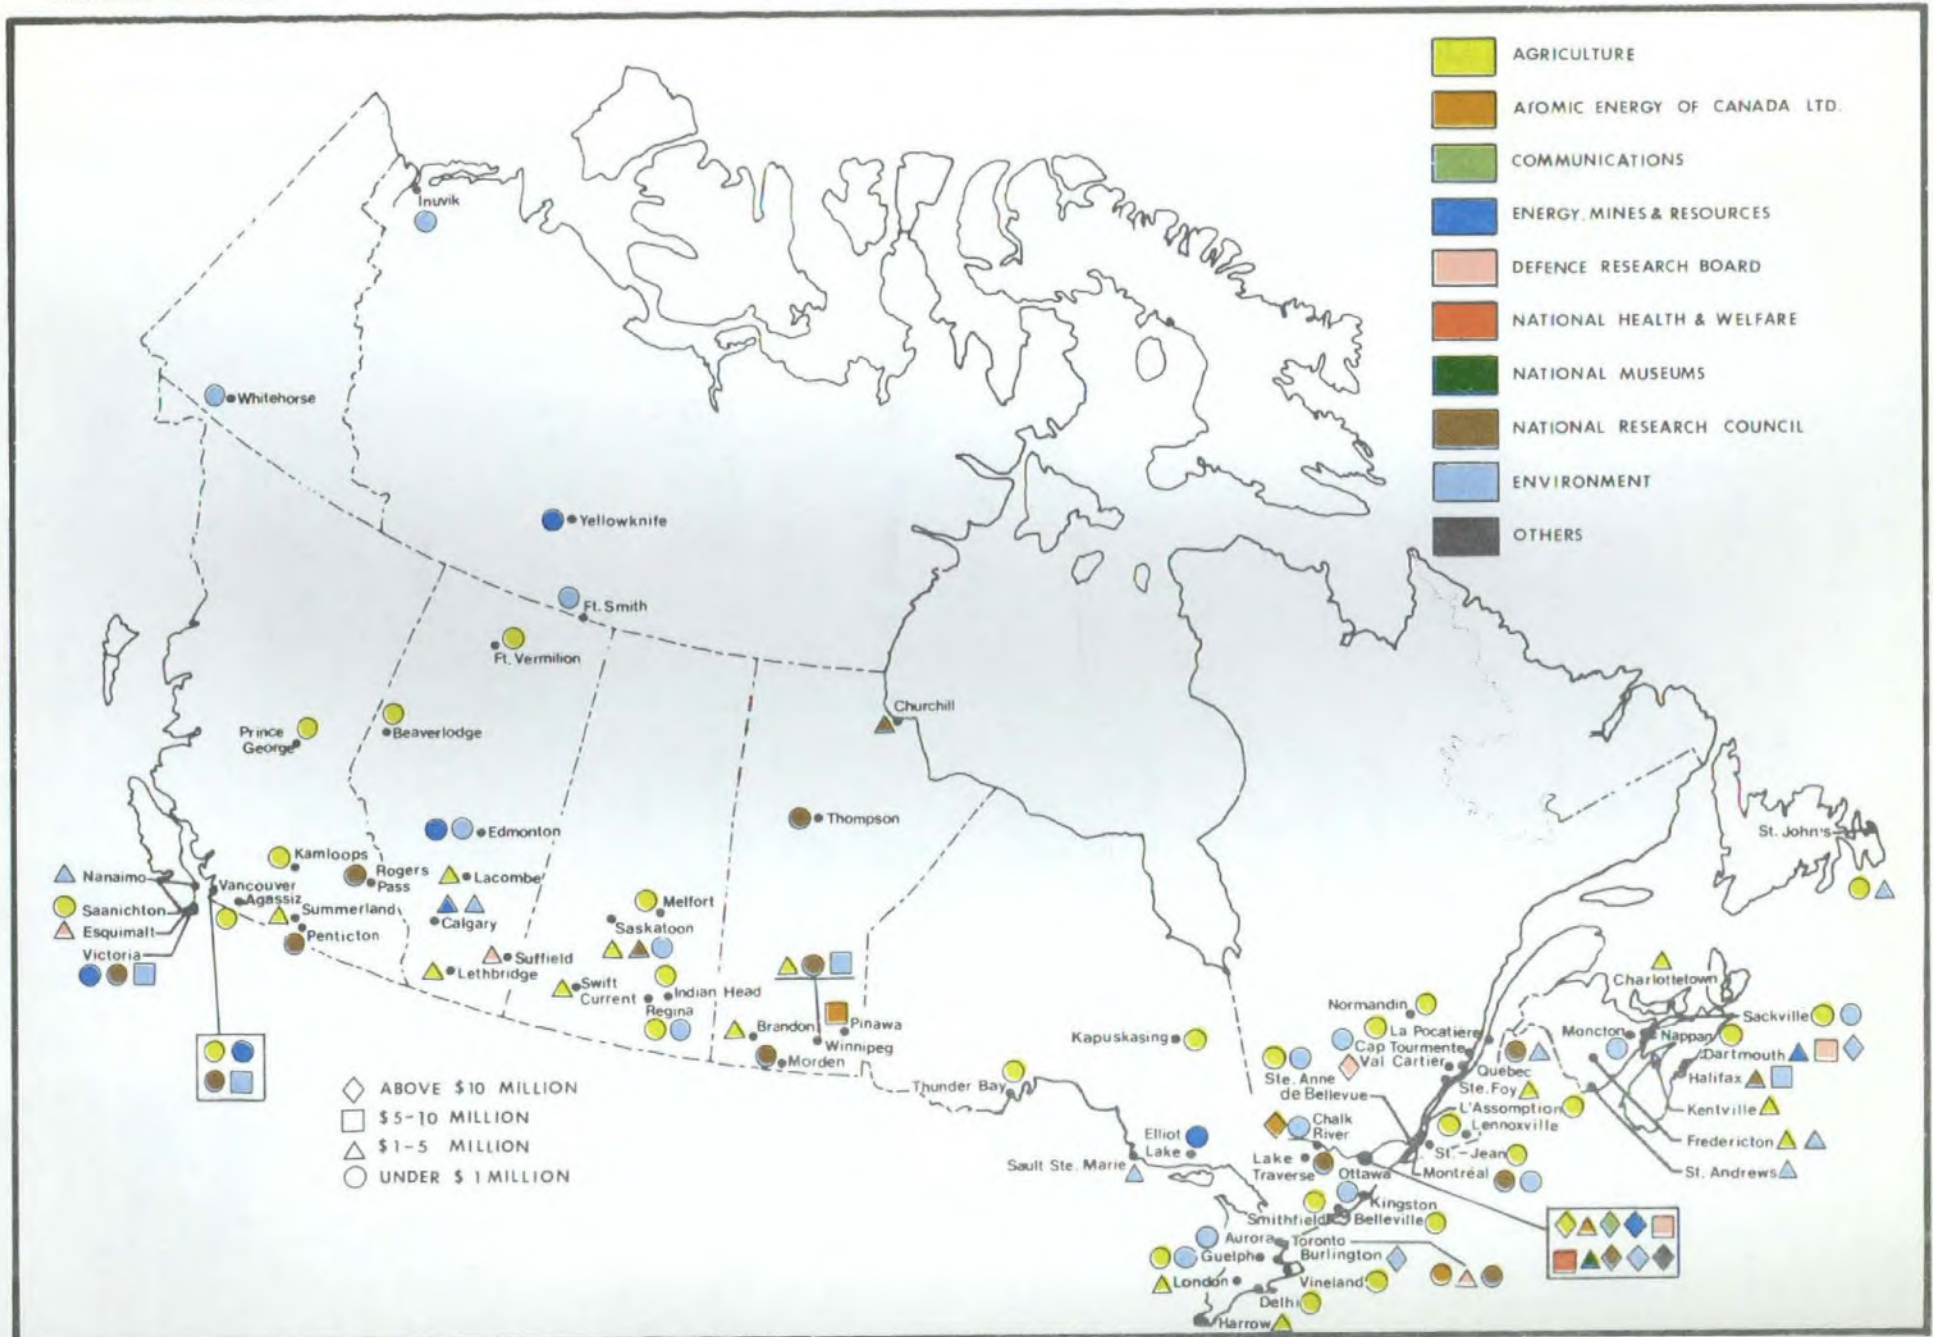 AGRICULTURE
ATOMIC ENERGY OF CANADA LTD.
COMMUNICATIONS
ENERGY, MINES & RESOURCES
DEFENCE RESEARCH BOARD
NATIONAL HEALTH & WELFARE
NATIONAL MUSEUMS
NATIONAL RESEARCH COUNCIL
ENVIRONMENT
OTHERS
Inuvik
Whitehorse
Yellowknife
Ft. Smith
Ft. Vermilion
Churchill
Prince
George
Beaverlodge
Thompson
Edmonton
St. John's
Kamloops
Rogers
Pass
Lacombe
Nanaimo
Vancouver
Agassiz
Saanichton
Summerland
Calgary
Melfort
Saskatoon
Esquimalt
Penticton
Victoria
Suffield
Lethbridge
Swift
Current
Indian Head
Regina
Brandon
Pinawa
Winnipeg
Morden
Charlottetown
Normandin
La Pocatiere
Cap Tourmente
Val Cartier
Kapuskasing
Moncton
Nappan
Sackville
Dartmouth
Halifax
Quebec
Ste. Foy
Ste. Anne
de Bellevue
Thunder Bay
L'Assomption
Lennoxville
Kentville
Chalk
River
Elliot
Lake
Fredericton
St.-Jean
Lake
Traverse
Ottawa
Montréal
Sault Ste. Marie
St. Andrews
Kingston
Smithfield
Belleville
Aurora
Toronto
Guelph
Burlington
London
Vineland
Delhi
Harrow
ABOVE $10 MILLION
$5-10 MILLION
$1-5 MILLION
UNDER $ 1 MILLION